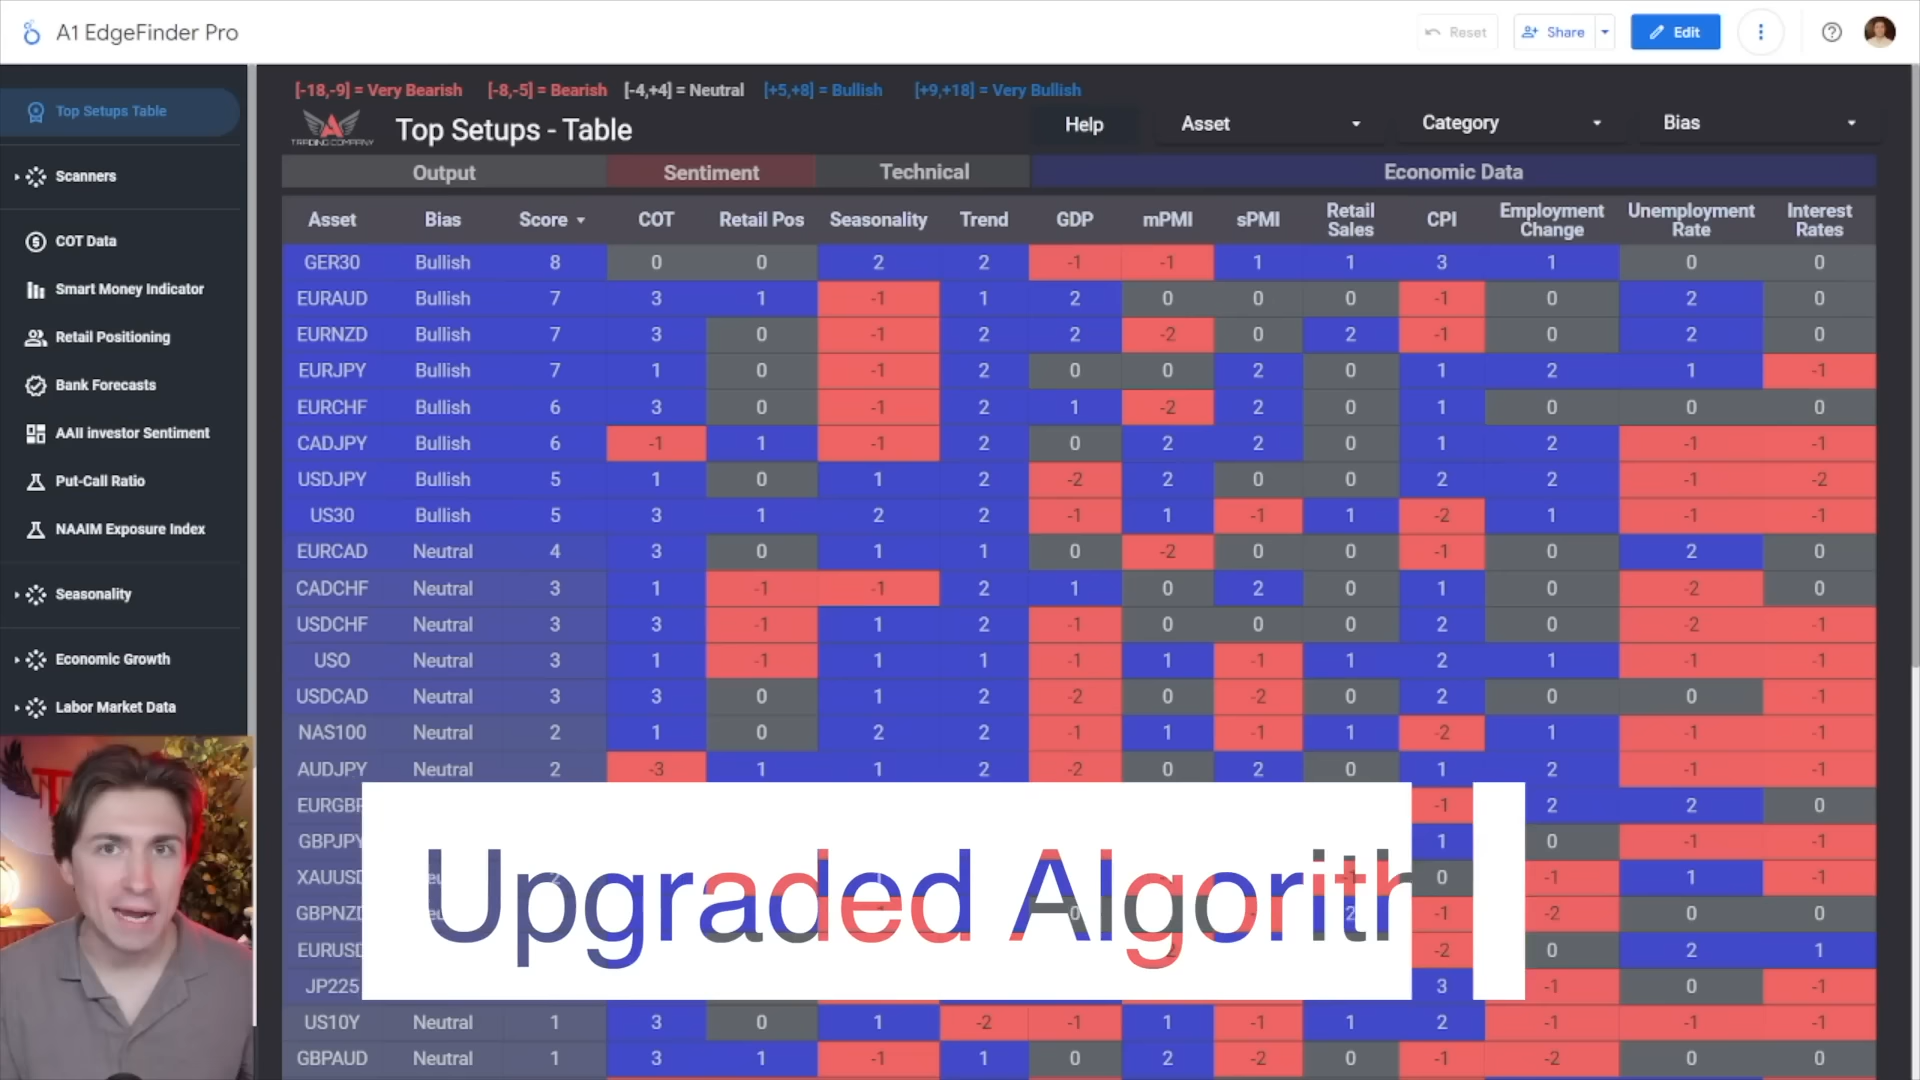 A1 EdgeFinder Pro
Reset
Share
Edit
Top Setups Table
Scanners
COT Data
Smart Money Indicator
Retail Positioning
Bank Forecasts
AAII investor Sentiment
Put-Call Ratio
NAAIM Exposure Index
Seasonality
Economic Growth
Labor Market Data
[-18,-9] = Very Bearish [-8,-5] = Bearish [-4,+4] = Neutral [+5,+8] = Bullish [+9,+18] = Very Bullish
TRADING COMPANY
Top Setups - Table
Help
Asset
Category
Bias
Output Sentiment Technical Economic Data
Asset Bias Score COT Retail Pos Seasonality Trend GDP mPMI sPMI Retail Sales CPI Employment Change Unemployment Rate Interest Rates
GER30 Bullish 8 0 0 2 2 -1 -1 1 1 3 1 0 0
EURAUD Bullish 7 3 1 -1 1 2 0 0 0 -1 0 2 0
EURNZD Bullish 7 3 0 -1 2 2 -2 0 2 -1 0 2 0
EURJPY Bullish 7 1 0 -1 2 0 0 2 0 1 2 1 -1
EURCHF Bullish 6 3 0 -1 2 1 -2 2 0 1 0 0 0
CADJPY Bullish 6 -1 1 -1 2 0 2 2 0 1 2 -1 -1
USDJPY Bullish 5 1 0 1 2 -2 2 0 0 2 2 -1 -2
US30 Bullish 5 3 1 2 2 -1 1 -1 1 -2 1 -1 -1
EURCAD Neutral 4 3 0 1 1 0 -2 0 0 -1 0 2 0
CADCHF Neutral 3 1 -1 -1 2 1 0 2 0 1 0 -2 0
USDCHF Neutral 3 3 -1 1 2 -1 0 0 0 2 0 -2 -1
USO Neutral 3 1 -1 1 1 -1 1 -1 1 2 1 -1 -1
USDCAD Neutral 3 3 0 1 2 -2 0 -2 0 2 0 0 -1
NAS100 Neutral 2 1 0 2 2 -1 1 -1 1 -2 1 -1 -1
AUDJPY Neutral 2 -3 1 1 2 -2 0 2 0 1 2 -1 -1
EURGBP -1 2 2 0
GBPJPY 1 0 -1 -1
XAUUSD 0 -1 1 -1
GBPNZD 0 2 -1 -2 0 0
EURUSD -2 0 2 1
JP225 3 -1 0 -1
US10Y Neutral 1 3 0 1 -2 -1 1 -1 1 2 -1 -1 -1
GBPAUD Neutral 1 3 1 -1 1 0 2 -2 0 -1 -2 0 0
Upgraded Algorith